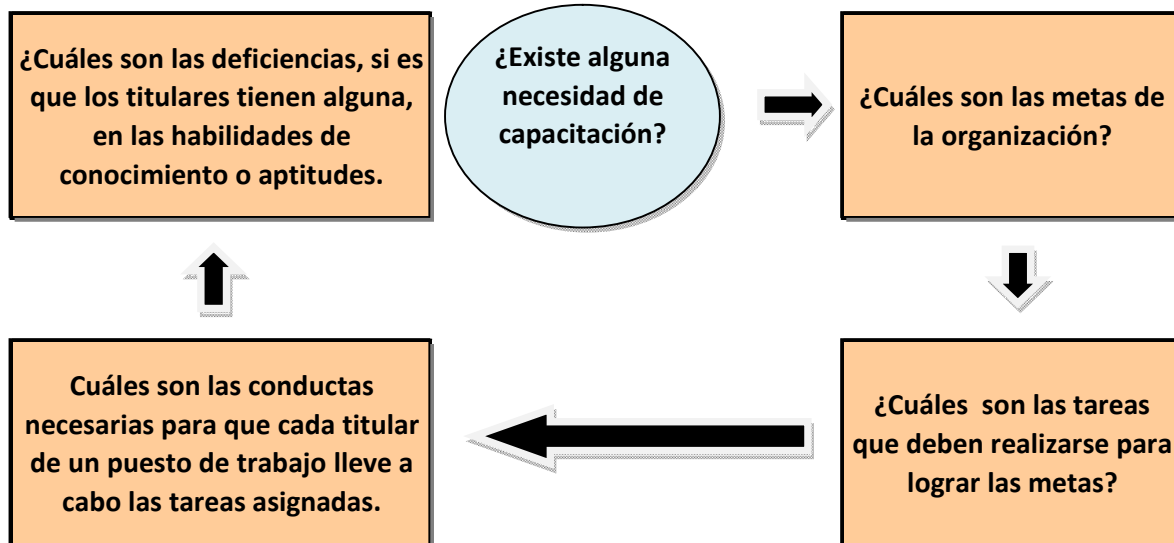 ¿Cuáles son las deficiencias, si es
que los titulares tienen alguna,
en las habilidades de
conocimiento o aptitudes.
¿Existe alguna
necesidad de
capacitación?
¿Cuáles son las metas de
la organización?
Cuáles son las conductas
necesarias para que cada titular
de un puesto de trabajo lleve a
cabo las tareas asignadas.
¿Cuáles  son las tareas
que deben realizarse para
lograr las metas?